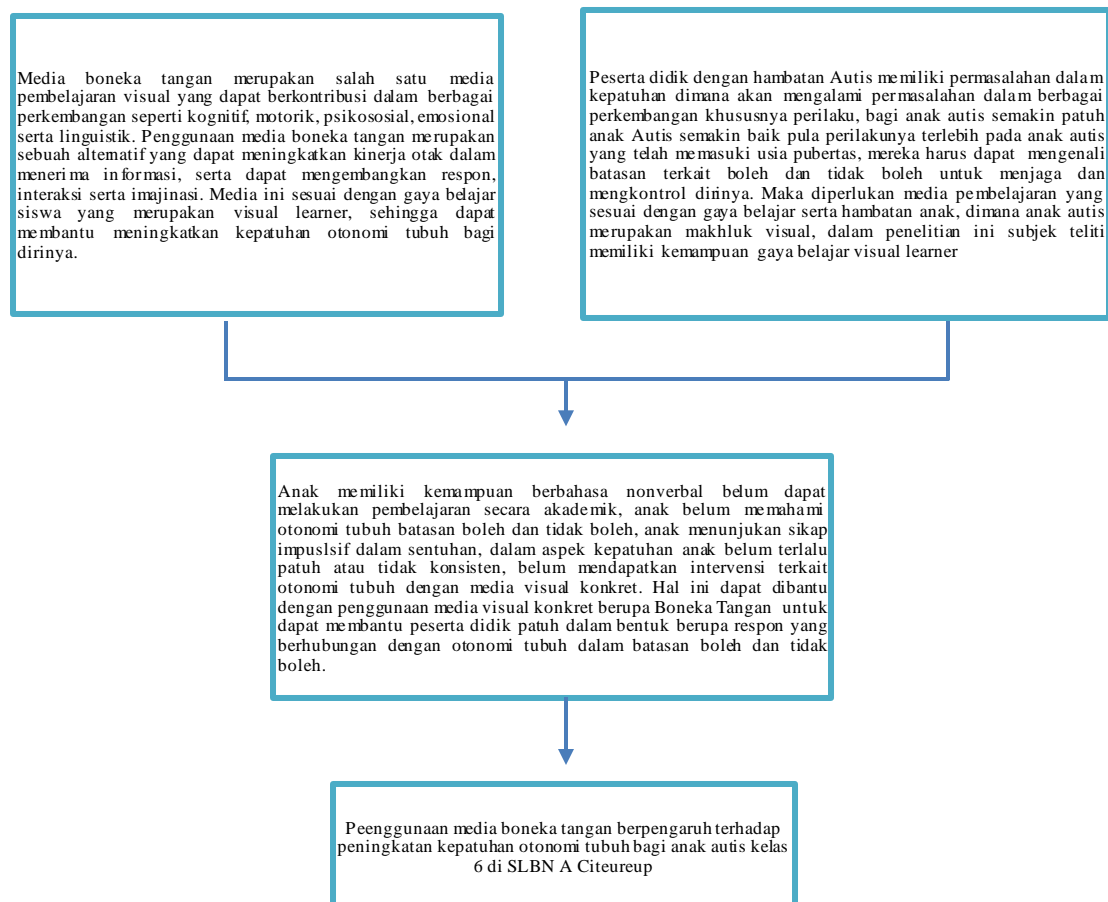 Media boneka tangan merupakan salah satu media
pembelajaran visual yang dapat berkontribusi dalam berbagai
perkembangan seperti kognitif, motorik, psikososial, emosional
serta linguistik. Penggunaan media boneka tangan merupakan
sebuah alternatif yang dapat meningkatkan kinerja otak dalam
menerima informasi, serta dapat mengembangkan respon,
interaksi serta imajinasi. Media ini sesuai dengan gaya belajar
siswa yang merupakan visual learner, sehingga dapat
membantu meningkatkan kepatuhan otonomi tubuh bagi
dirinya.
Peserta didik dengan hambatan Autis memiliki permasalahan dalam
kepatuhan dimana akan mengalami permasalahan dalam berbagai
perkembangan khususnya perilaku, bagi anak autis semakin patuh
anak Autis semakin baik pula perilakunya terlebih pada anak autis
yang telah memasuki usia pubertas, mereka harus dapat mengenali
batasan terkait boleh dan tidak boleh untuk menjaga dan
mengkontrol dirinya. Maka diperlukan media pembelajaran yang
sesuai dengan gaya belajar serta hambatan anak, dimana anak autis
merupakan makhluk visual, dalam penelitian ini subjek teliti
memiliki kemampuan gaya belajar visual learner
Anak memiliki kemampuan berbahasa nonverbal belum dapat
melakukan pembelajaran secara akademik, anak belum memahami
otonomi tubuh batasan boleh dan tidak boleh, anak menunjukan sikap
impuslsif dalam sentuhan, dalam aspek kepatuhan anak belum terlalu
patuh atau tidak konsisten, belum mendapatkan intervensi terkait
otonomi tubuh dengan media visual konkret. Hal ini dapat dibantu
dengan penggunaan media visual konkret berupa Boneka Tangan untuk
dapat membantu peserta didik patuh dalam bentuk berupa respon yang
berhubungan dengan otonomi tubuh dalam batasan boleh dan tidak
boleh.
Peenggunaan media boneka tangan berpengaruh terhadap
peningkatan kepatuhan otonomi tubuh bagi anak autis kelas
6 di SLBN A Citeureup